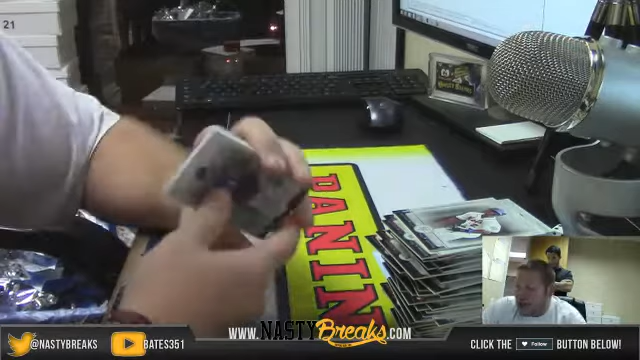 21
PANINI
@NASTYBREAKS
BATES351
WWW.NASTYBreaks.COM
CLICK THE Follow BUTTON BELOW!